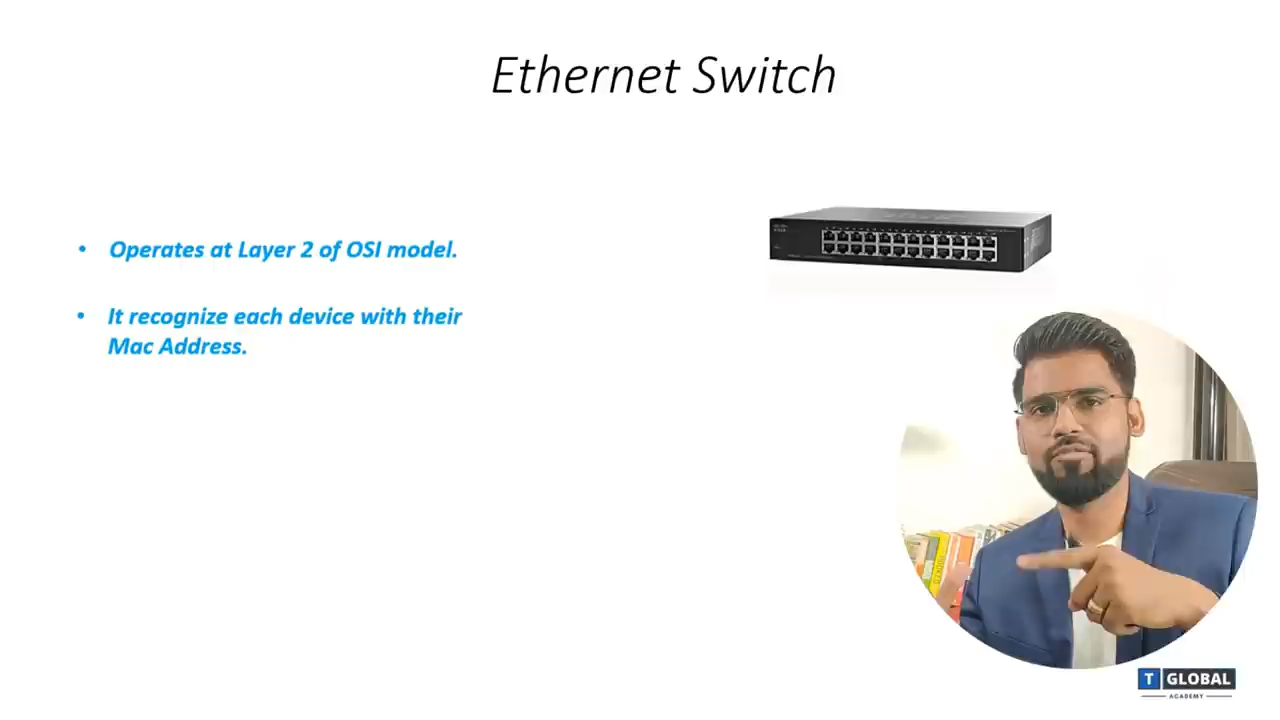 Ethernet Switch
• Operates at Layer 2 of OSI model.
• It recognize each device with their
Mac Address.
T GLOBAL
ACADEMY